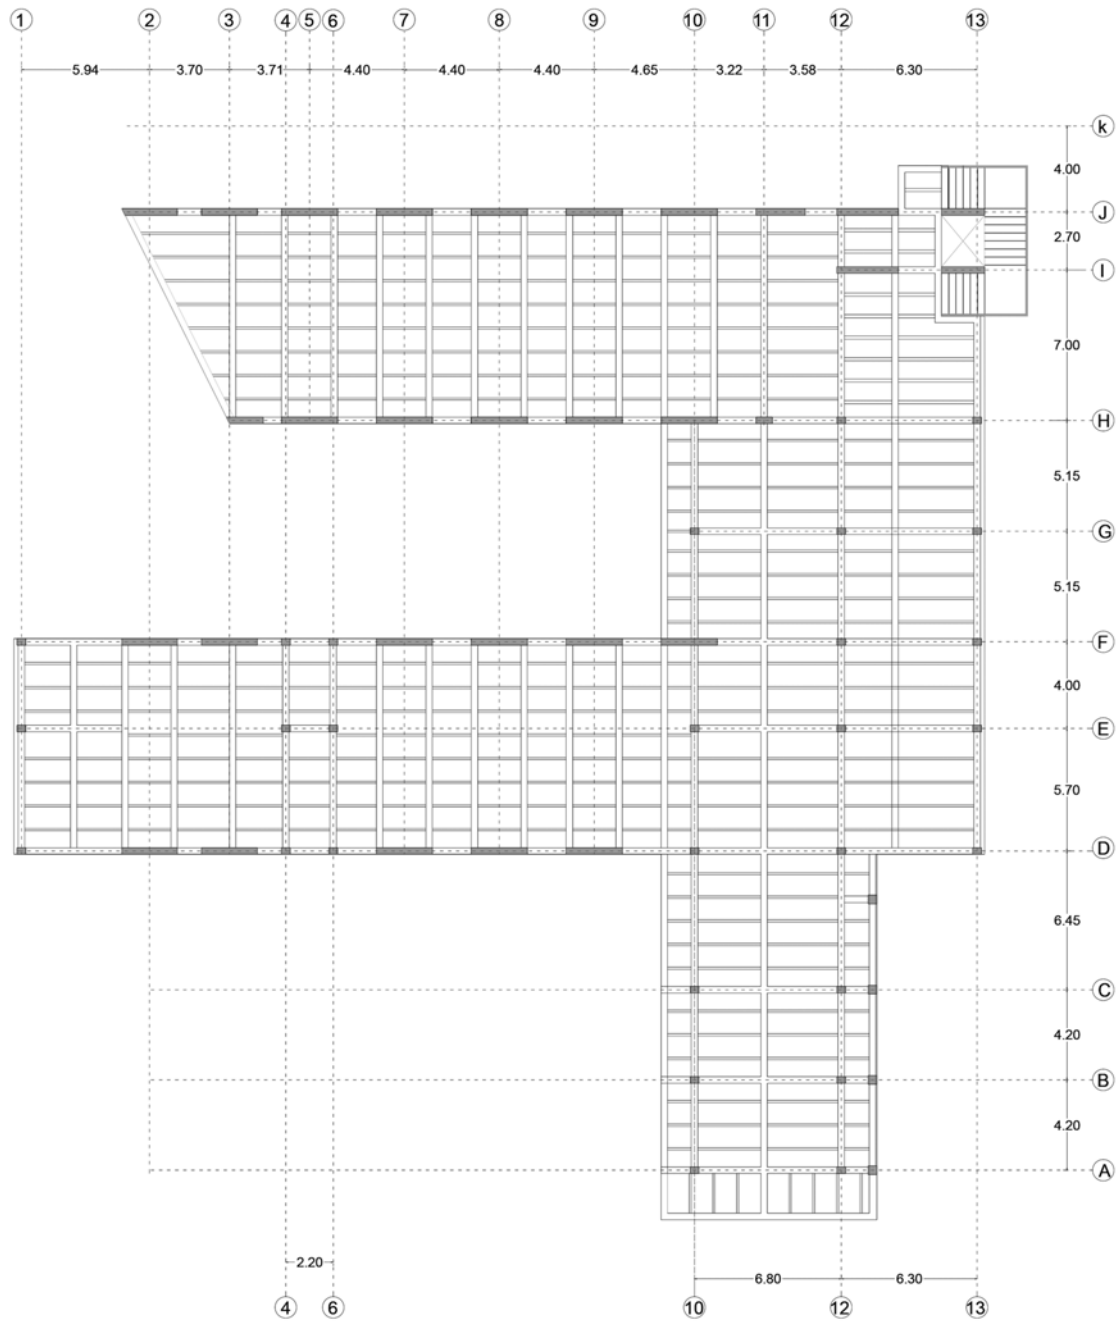 1 2 3 4 5 6 7 8 9 10 11 12 13
5.94 3.70 3.71 4.40 4.40 4.40 4.65 3.22 3.58 6.30
k
4.00
J
2.70
I
7.00
H
5.15
G
5.15
F
4.00
E
5.70
D
6.45
C
4.20
B
4.20
A
2.20
6.80 6.30
4 6 10 12 13